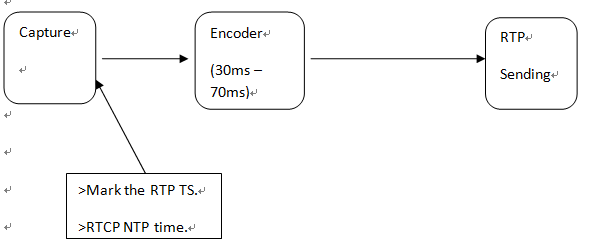 Capture
Encoder
(30ms –
70ms)
RTP
Sending
>Mark the RTP TS.
>RTCP NTP time.